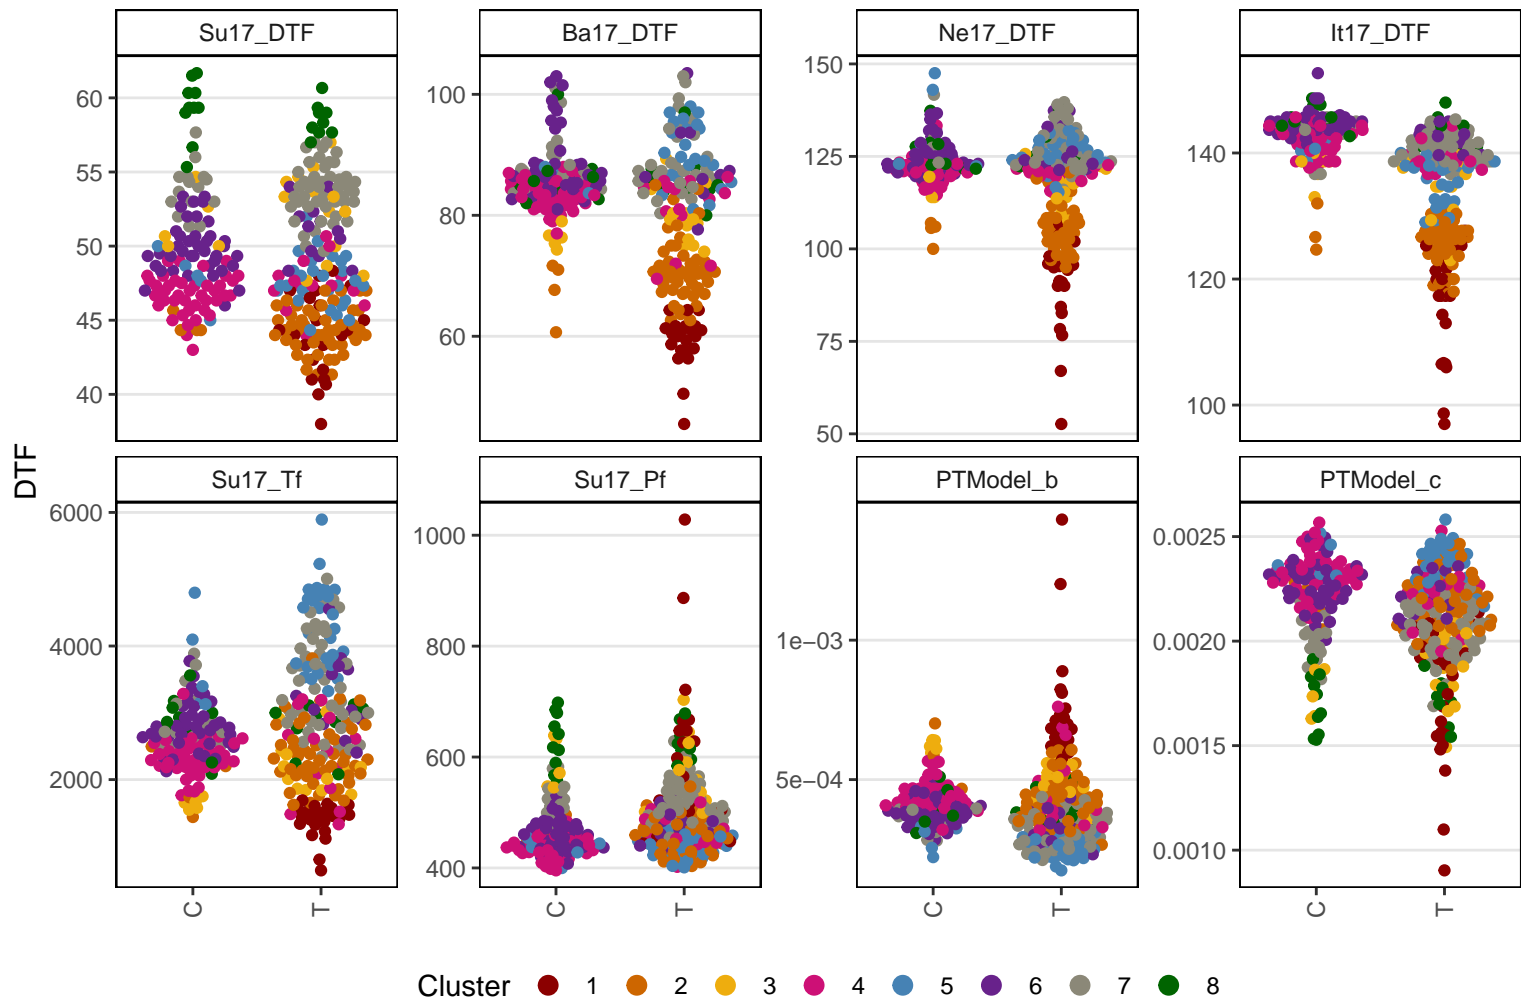 Su17_DTF Ba17_DTF Ne17_DTF It17_DTF
60 55 50 45 40
100 80 60
150 125 100 75 50
140 120 100
DTF
Su17_Tf Su17_Pf PTModel_b PTModel_c
6000 4000 2000
1000 800 600 400
1e−03 5e−04
0.0025 0.0020 0.0015 0.0010
C T C T C T C T
Cluster 1 2 3 4 5 6 7 8